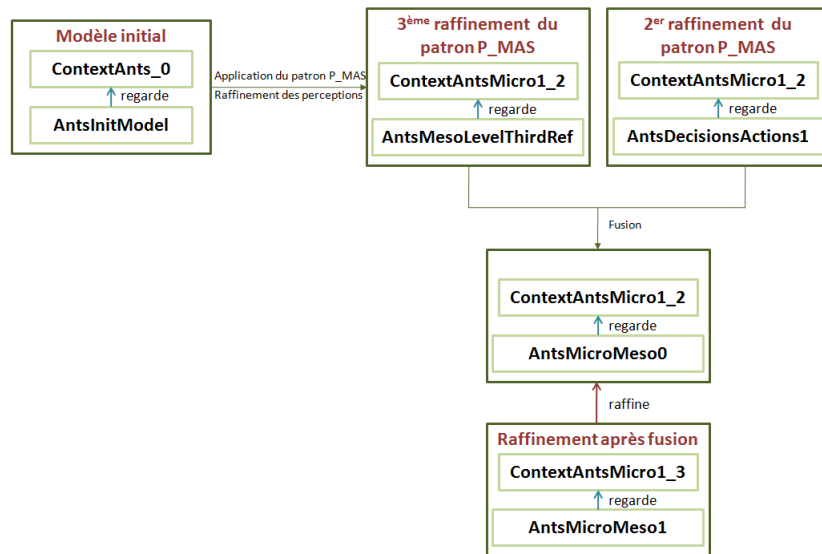 Modèle initial
ContextAnts_0
regarde
AntsInitModel
Application du patron P_MAS
Raffinement des perceptions
3ème raffinement du
patron P_MAS
ContextAntsMicro1_2
regarde
AntsMesoLevelThirdRef
2er raffinement du
patron P_MAS
ContextAntsMicro1_2
regarde
AntsDecisionsActions1
Fusion
ContextAntsMicro1_2
regarde
AntsMicroMeso0
raffine
Raffinement après fusion
ContextAntsMicro1_3
regarde
AntsMicroMeso1